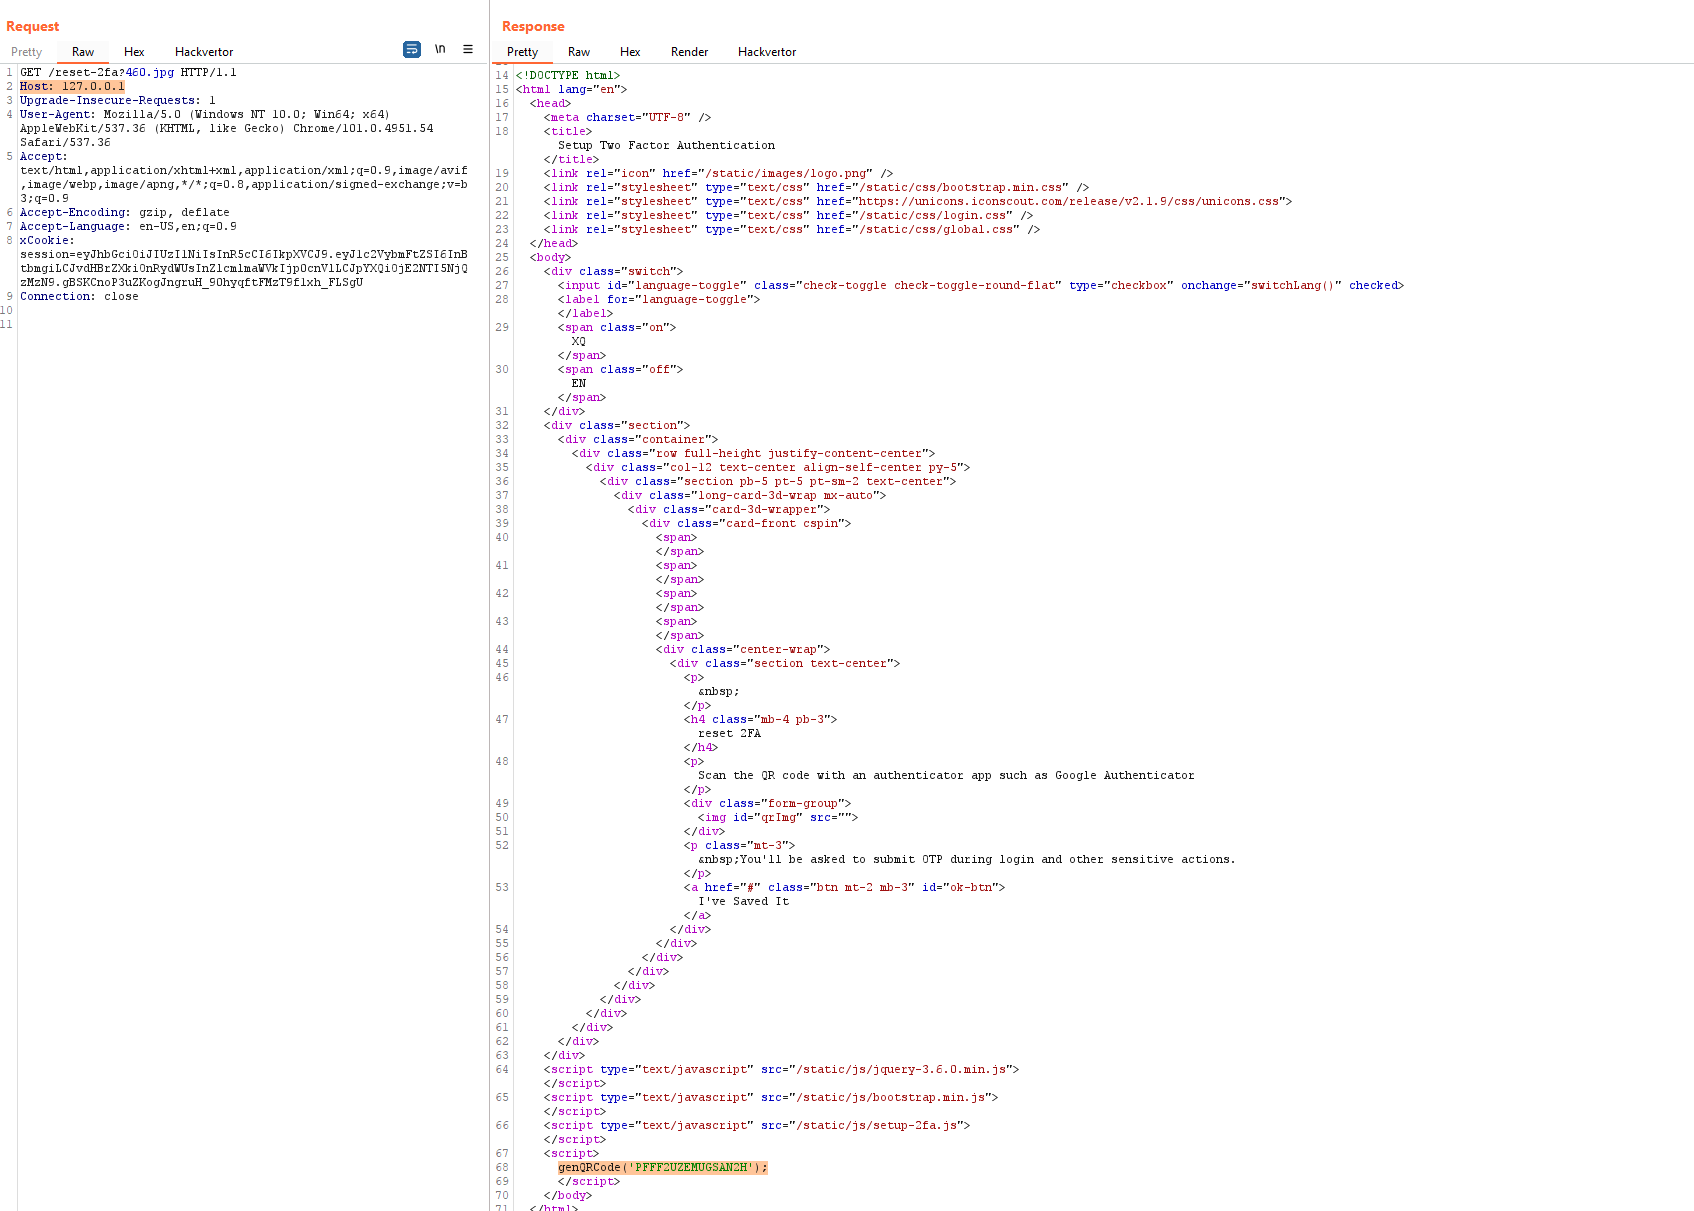 Request
Pretty Raw Hex Hackvertor \n
1 GET /reset-2fa?460.jpg HTTP/1.1
2 Host: 127.0.0.1
3 Upgrade-Insecure-Requests: 1
4 User-Agent: Mozilla/5.0 (Windows NT 10.0; Win64; x64)
AppleWebKit/537.36 (KHTML, like Gecko) Chrome/101.0.4951.54
Safari/537.36
5 Accept:
text/html,application/xhtml+xml,application/xml;q=0.9,image/avif
,image/webp,image/apng,*/*;q=0.8,application/signed-exchange;v=b
3;q=0.9
6 Accept-Encoding: gzip, deflate
7 Accept-Language: en-US,en;q=0.9
8 xCookie:
9 Connection: close
10
11
Response
Pretty Raw Hex Render Hackvertor
14 <!DOCTYPE html>
15 <html lang="en">
16 <head>
17 <meta charset="UTF-8" />
18 <title>
Setup Two Factor Authentication
</title>
19 <link rel="icon" href="/static/images/logo.png" />
20 <link rel="stylesheet" type="text/css" href="/static/css/bootstrap.min.css" />
21 <link rel="stylesheet" type="text/css" href="https://unicons.iconscout.com/release/v2.1.9/css/unicons.css">
22 <link rel="stylesheet" type="text/css" href="/static/css/login.css" />
23 <link rel="stylesheet" type="text/css" href="/static/css/global.css" />
24 </head>
25 <body>
26 <div class="switch">
27 <input id="language-toggle" class="check-toggle check-toggle-round-flat" type="checkbox" onchange="switchLang()" checked>
28 <label for="language-toggle">
</label>
29 <span class="on">
XQ
</span>
30 <span class="off">
EN
</span>
31 </div>
32 <div class="section">
33 <div class="container">
34 <div class="row full-height justify-content-center">
35 <div class="col-12 text-center align-self-center py-5">
36 <div class="section pb-5 pt-5 pt-sm-2 text-center">
37 <div class="long-card-3d-wrap mx-auto">
38 <div class="card-3d-wrapper">
39 <div class="card-front cspin">
40 <span>
</span>
41 <span>
</span>
42 <span>
</span>
43 <span>
</span>
44 <div class="center-wrap">
45 <div class="section text-center">
46 <p>
&nbsp;
</p>
47 <h4 class="mb-4 pb-3">
reset 2FA
</h4>
48 <p>
Scan the QR code with an authenticator app such as Google Authenticator
</p>
49 <div class="form-group">
50 <img id="qrImg" src="">
51 </div>
52 <p class="mt-3">
&nbsp;You'll be asked to submit OTP during login and other sensitive actions.
</p>
53 <a href="#" class="btn mt-2 mb-3" id="ok-btn">
I've Saved It
</a>
54 </div>
55 </div>
56 </div>
57 </div>
58 </div>
59 </div>
60 </div>
61 </div>
62 </div>
63 </div>
64 <script type="text/javascript" src="/static/js/jquery-3.6.0.min.js">
</script>
65 <script type="text/javascript" src="/static/js/bootstrap.min.js">
</script>
66 <script type="text/javascript" src="/static/js/setup-2fa.js">
</script>
67 <script>
68 genQRCode('PFFF2UZEMUGSAN2H');
69 </script>
70 </body>
71 </html>